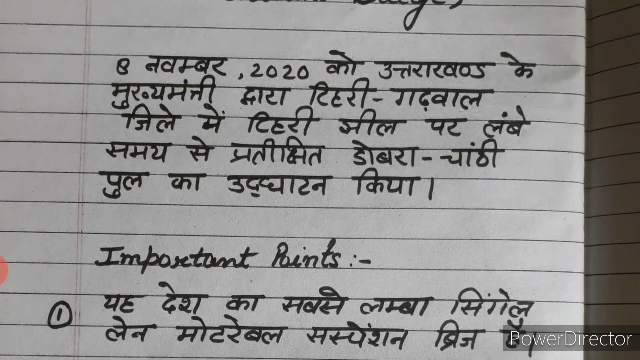 8 नवम्बर, 2020 को उत्तराखण्ड के
मुख्यमंत्री द्वारा टिहरी-गढ़वाल
जिले में टिहरी झील पर लंबे
समय से प्रतीक्षित डोबरा-चांठी
पुल का उद्घाटन किया।
Important Points:-
① यह देश का सबसे लम्बा सिंगल
लेन मोटरेबल सस्पेंशन ब्रिज है।
PowerDirector